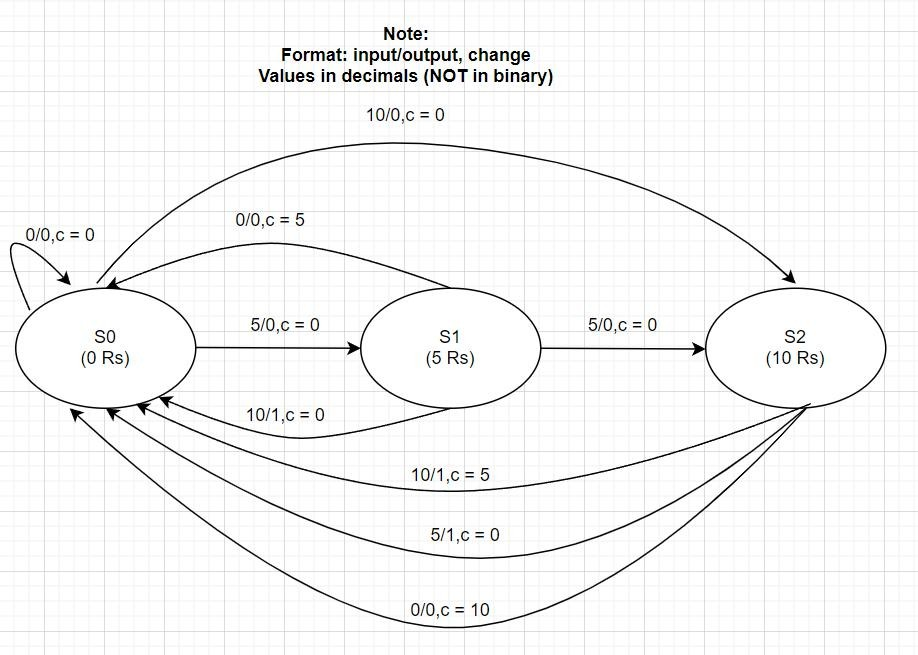 Note:
Format: input/output, change
Values in decimals (NOT in binary)
10/0,c = 0
0/0,c = 5
0/0,c = 0
5/0,c = 0
5/0,c = 0
S0
(0 Rs)
S1
(5 Rs)
S2
(10 Rs)
10/1,c = 0
10/1,c = 5
5/1,c = 0
0/0,c = 10